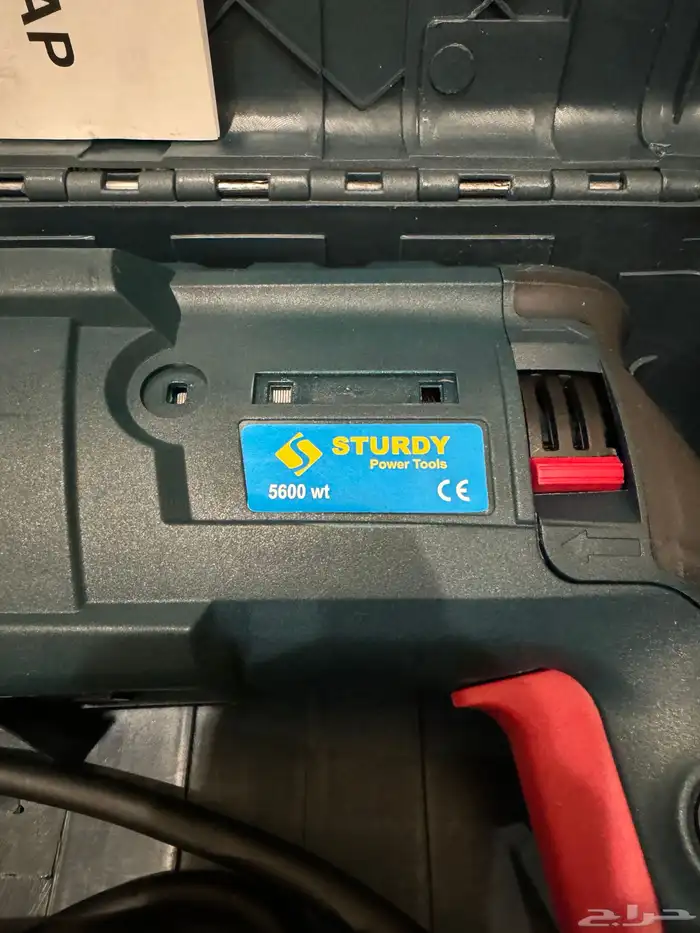 AP
STURDY
Power Tools
5600 wt
CE
حراج